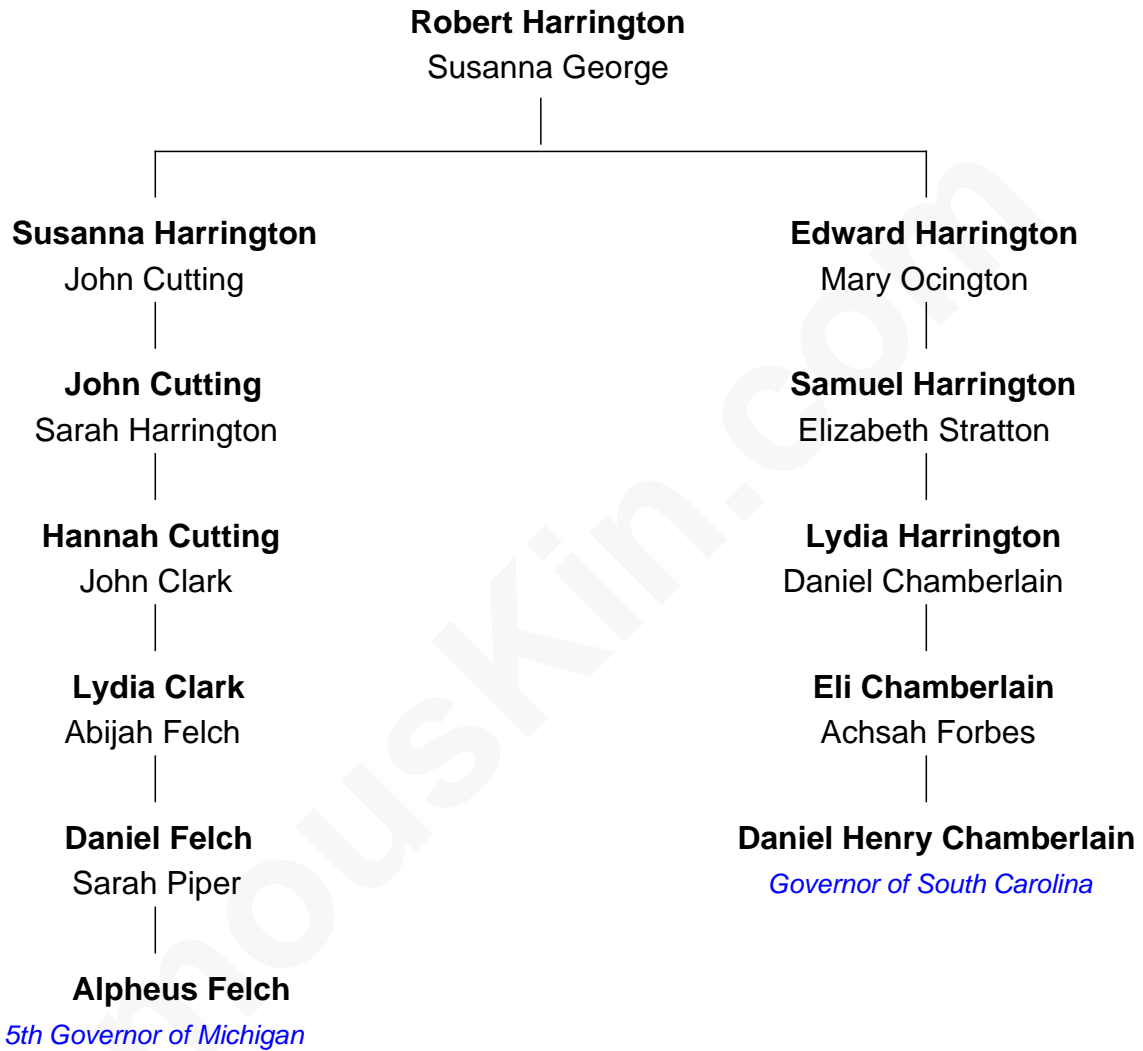 Robert Harrington
Susanna George
Susanna Harrington
John Cutting
Edward Harrington
Mary Ocington
John Cutting
Sarah Harrington
Samuel Harrington
Elizabeth Stratton
Hannah Cutting
John Clark
Lydia Harrington
Daniel Chamberlain
Lydia Clark
Abijah Felch
Eli Chamberlain
Achsah Forbes
Daniel Felch
Sarah Piper
Daniel Henry Chamberlain
Governor of South Carolina
Alpheus Felch
5th Governor of Michigan
mousKin.com